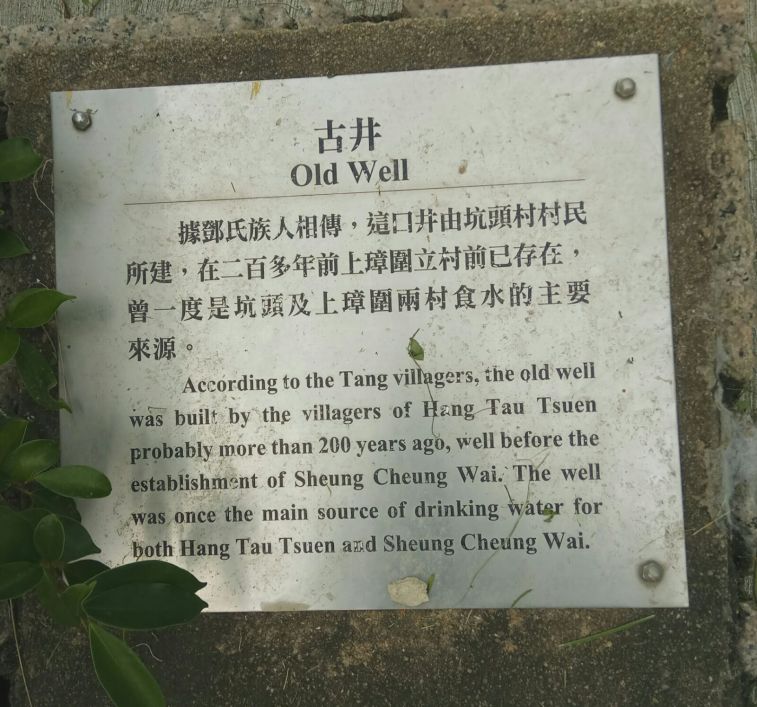 古井
Old Well
據鄧氏族人相傳，這口井由坑頭村村民
所建，在二百多年前上璋圍立村前已存在，
曾一度是坑頭及上璋圍兩村食水的主要
來源。
According to the Tang villagers, the old well
was built by the villagers of Hang Tau Tsuen
probably more than 200 years ago, well before the
establishment of Sheung Cheung Wai. The well
was once the main source of drinking water for
both Hang Tau Tsuen and Sheung Cheung Wai.